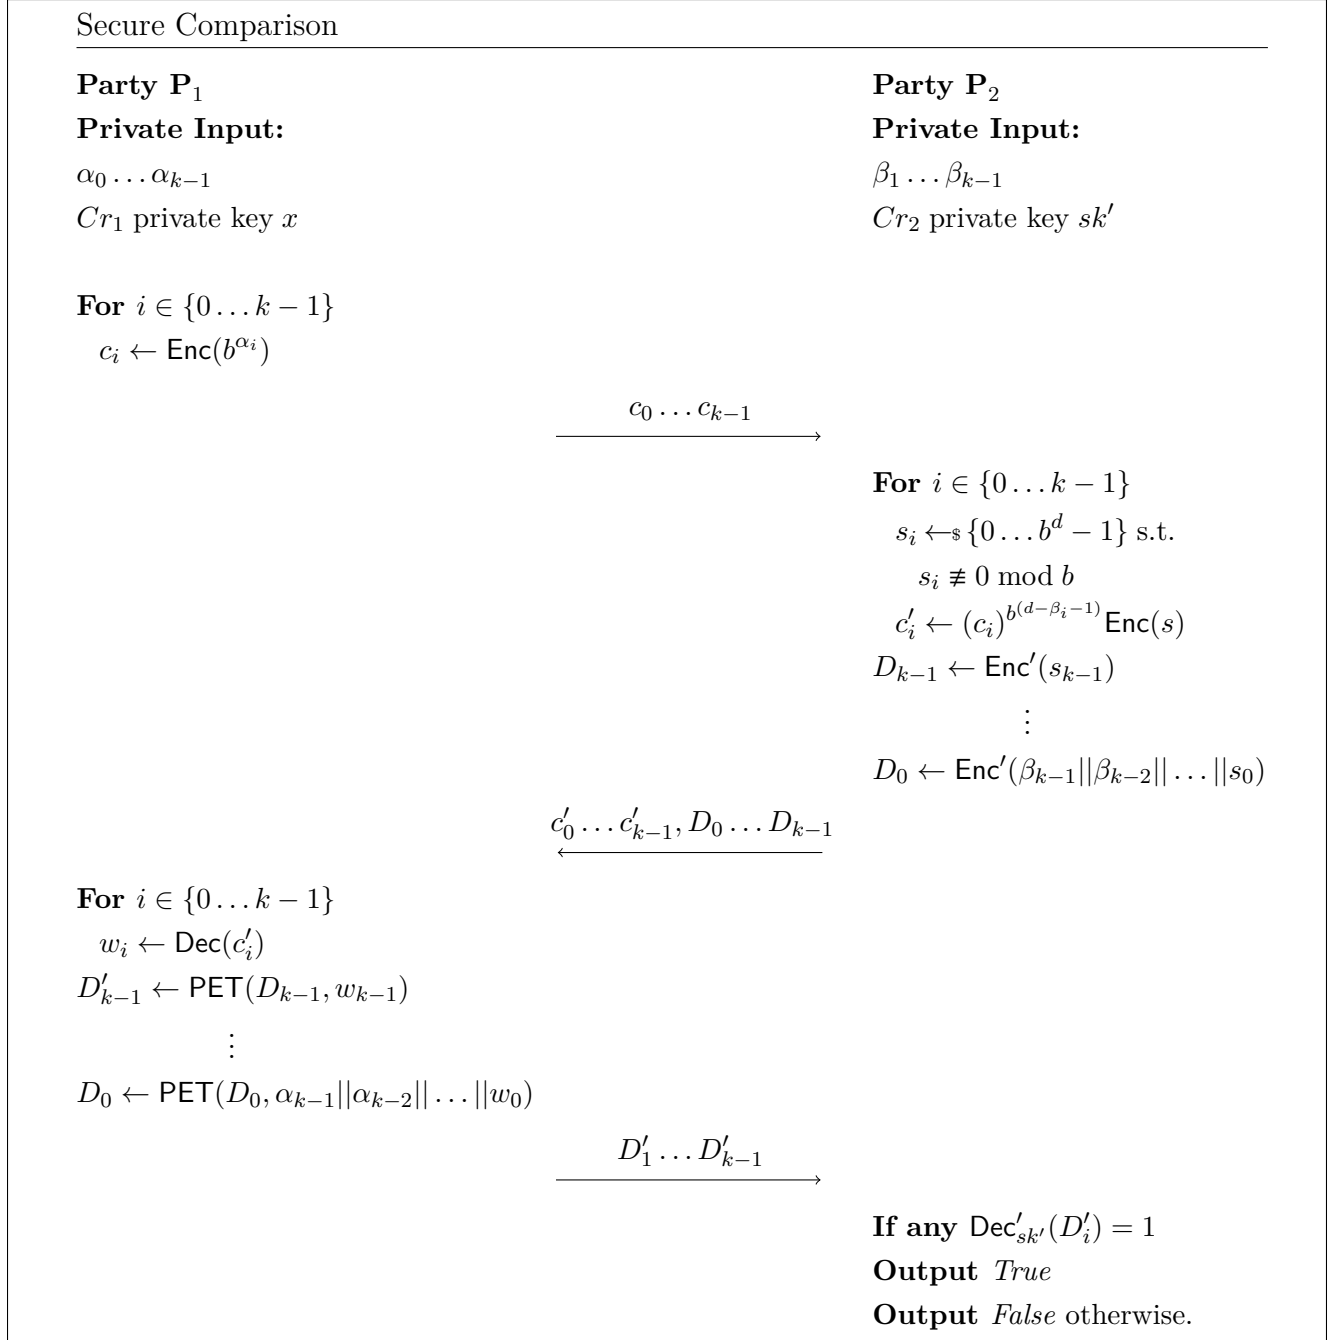 Secure Comparison
Party P₁ Party P₂
Private Input: Private Input:
α₀ … αₖ₋₁ β₁ … βₖ₋₁
Cr₁ private key x Cr₂ private key sk′
For i ∈ {0 … k − 1}
cᵢ ← Enc(b^{αᵢ})
c₀ … cₖ₋₁
For i ∈ {0 … k − 1}
sᵢ ←$ {0 … b^d − 1} s.t.
sᵢ ≢ 0 mod b
c′ᵢ ← (cᵢ)^{b^{(d−βᵢ−1)}} Enc(s)
Dₖ₋₁ ← Enc′(sₖ₋₁)
⋮
D₀ ← Enc′(βₖ₋₁||βₖ₋₂|| … ||s₀)
c′₀ … c′ₖ₋₁, D₀ … Dₖ₋₁
For i ∈ {0 … k − 1}
wᵢ ← Dec(c′ᵢ)
D′ₖ₋₁ ← PET(Dₖ₋₁, wₖ₋₁)
⋮
D₀ ← PET(D₀, αₖ₋₁||αₖ₋₂|| … ||w₀)
D′₁ … D′ₖ₋₁
If any Dec′_{sk′}(D′ᵢ) = 1
Output True
Output False otherwise.